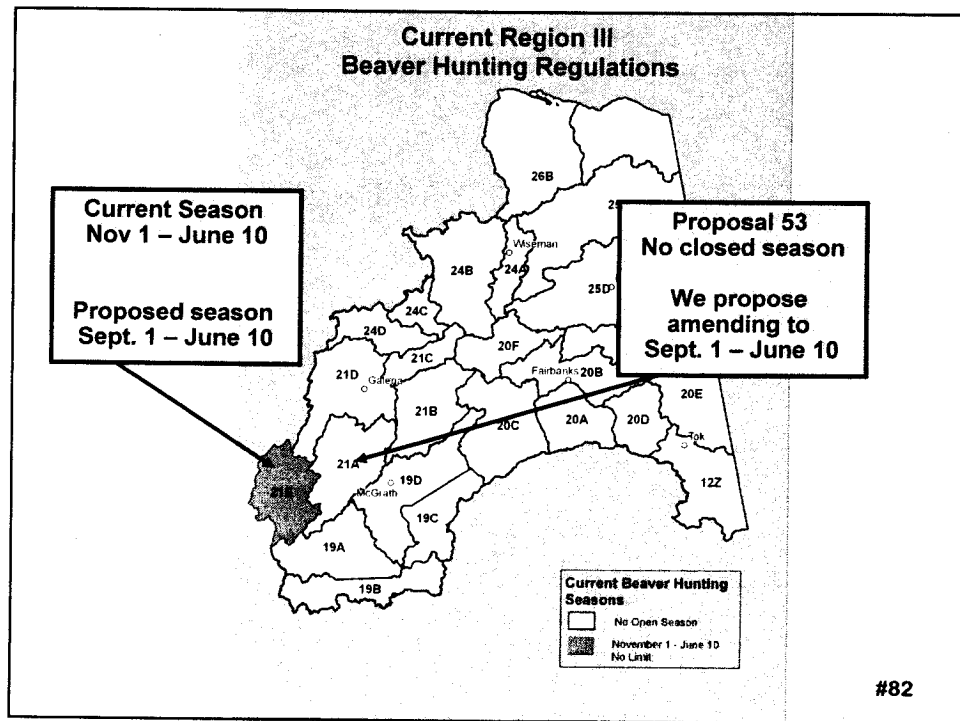 Current Region III
Beaver Hunting Regulations
Current Season
Nov 1 – June 10
Proposed season
Sept. 1 – June 10
Proposal 53
No closed season
We propose
amending to
Sept. 1 – June 10
26B
25
Wiseman
24B
24A
25D
24C
24D
21C
20F
21D
Galena
Fairbanks
20B
21B
20E
20C
20A
20D
Tok
21A
19D
McGrath
12Z
19C
19A
19B
Current Beaver Hunting
Seasons
No Open Season
November 1 - June 10
No Limit
#82